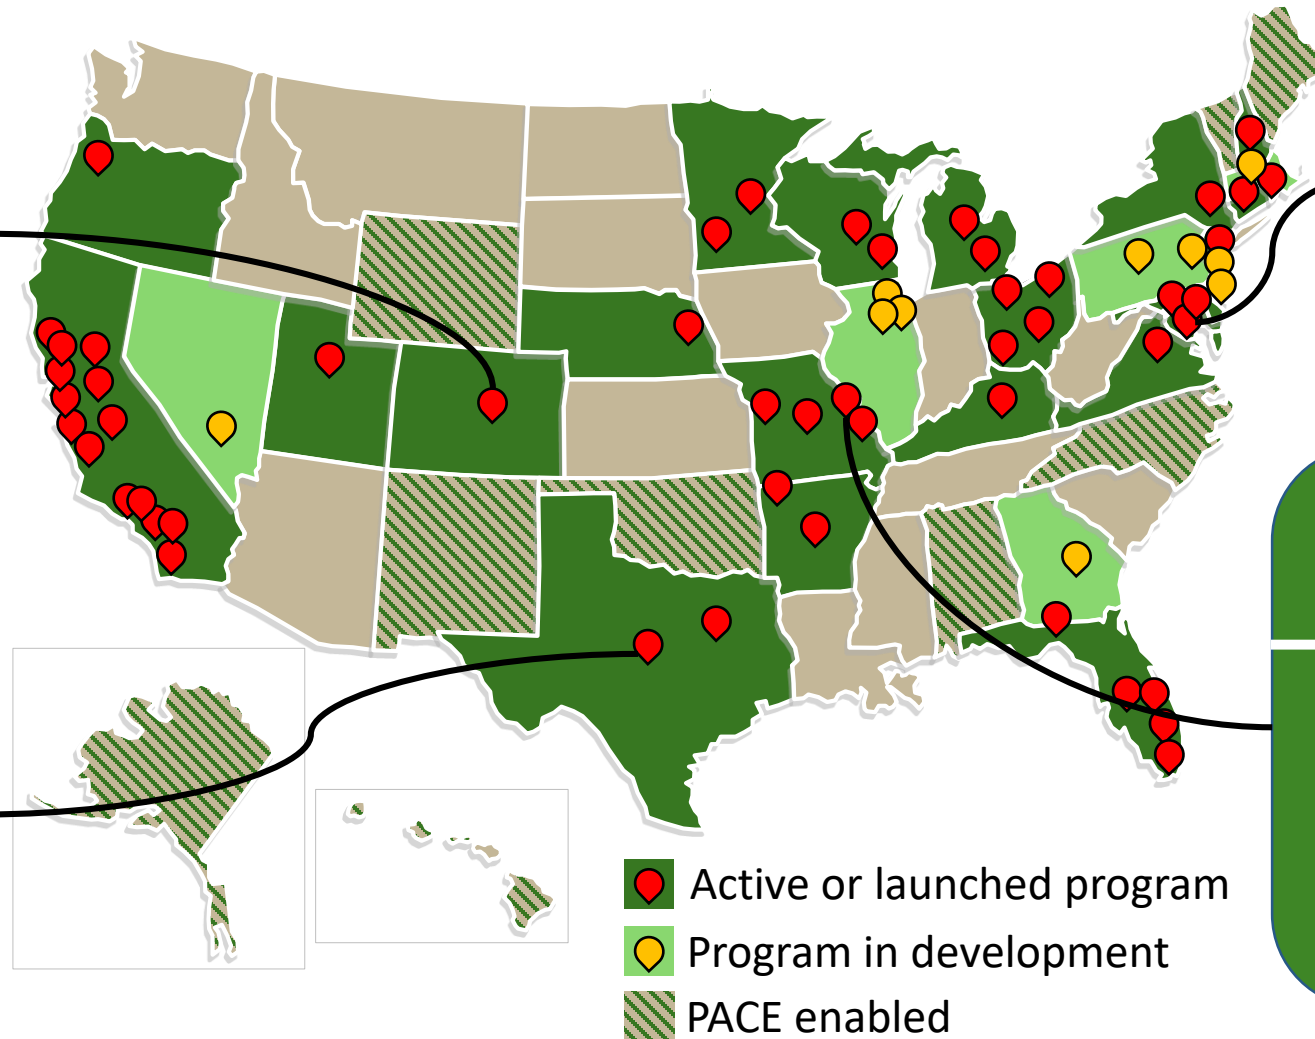 Active or launched program
Program in development
PACE enabled